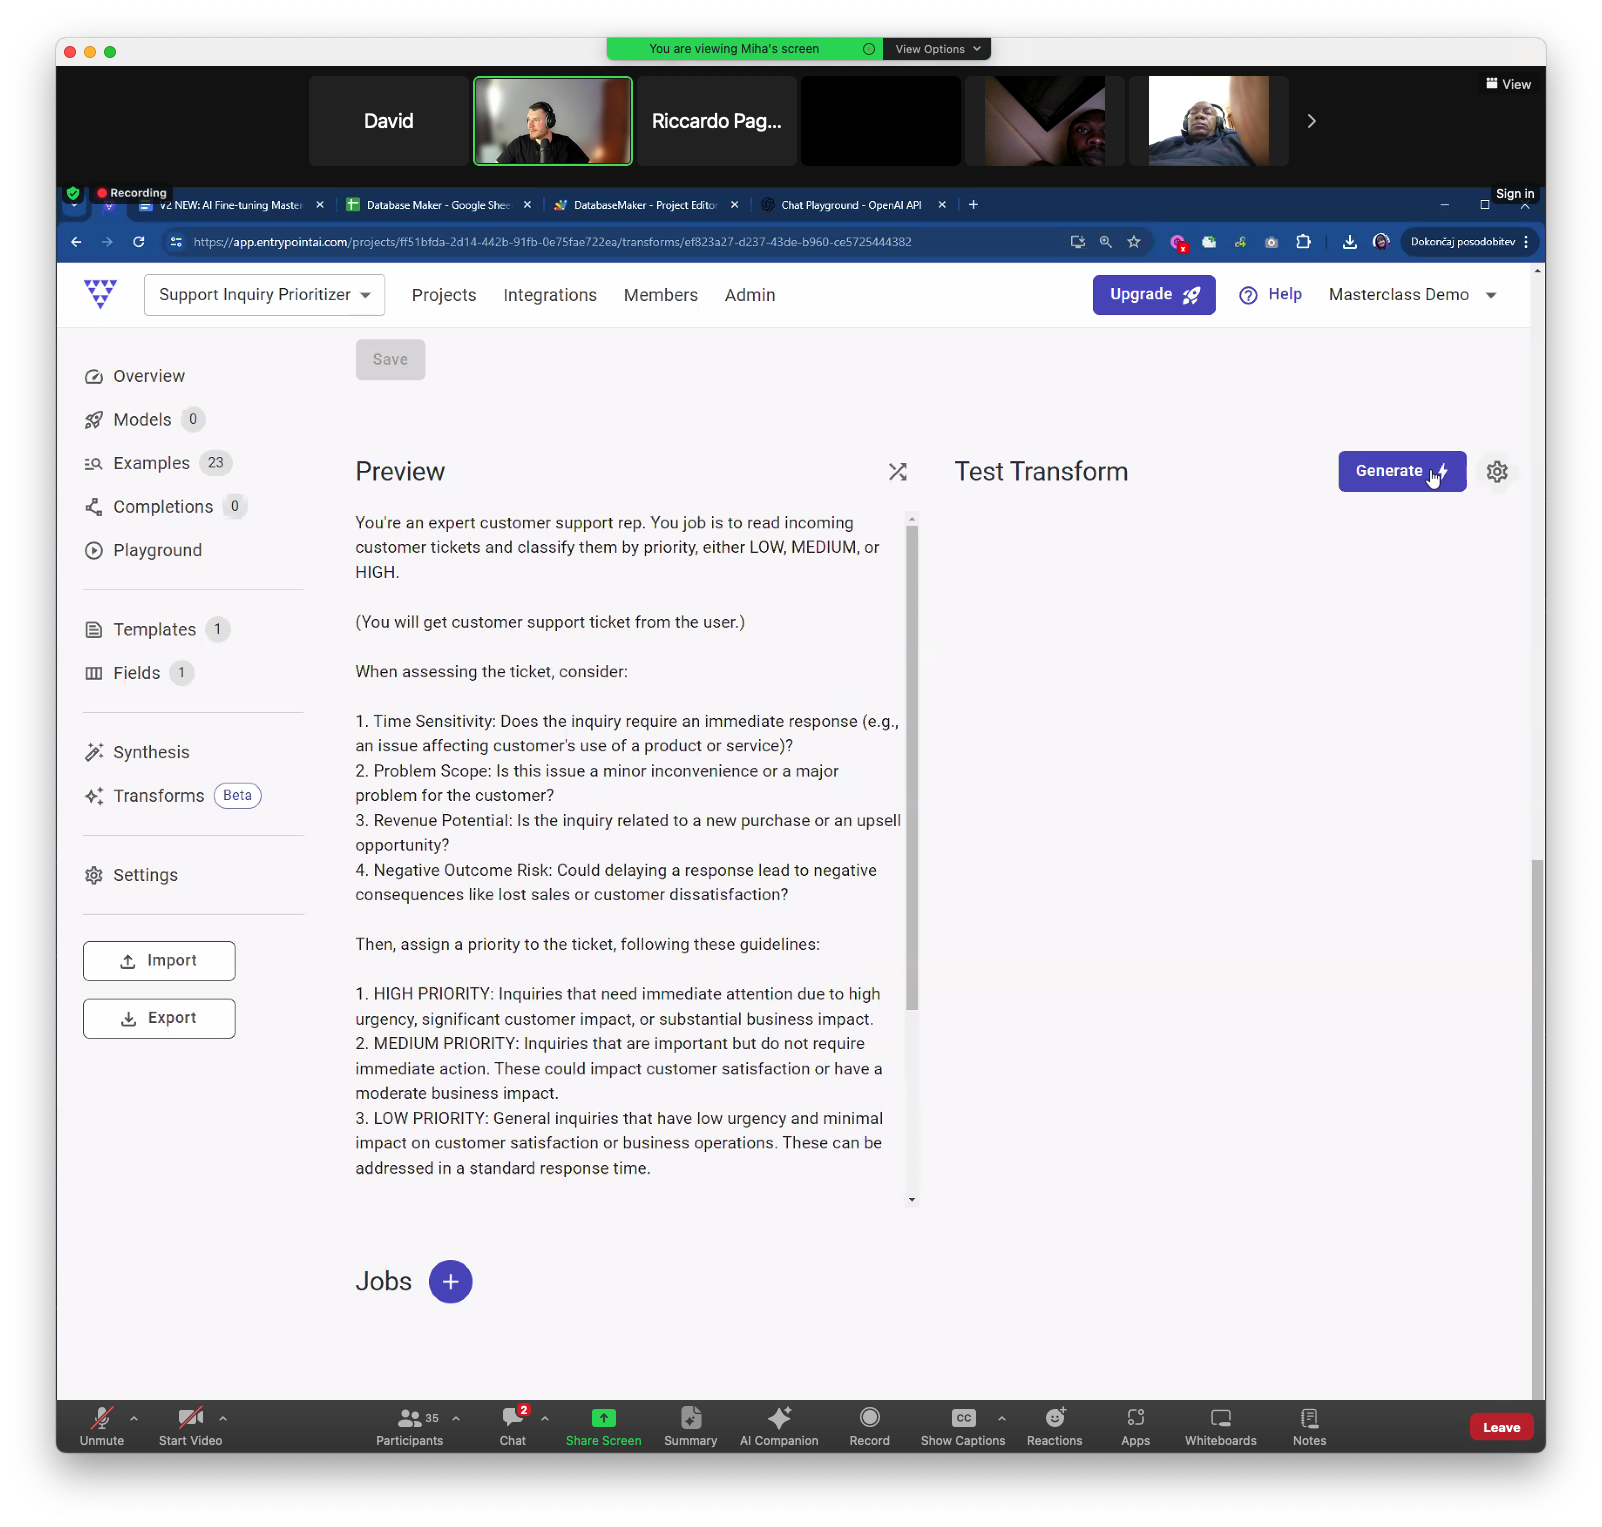 You are viewing Miha's screen
View Options
View
David
Riccardo Pag...
Recording
Sign in
V2 NEW: AI Fine-tuning Master
Database Maker - Google Shee
DatabaseMaker - Project Editor
Chat Playground - OpenAI API
https://app.entrypointai.com/projects/ff51bfda-2d14-442b-91fb-0e75fae722ea/transforms/ef823a27-d237-43de-b960-ce5725444382
Dokončaj posodobitev
Support Inquiry Prioritizer
Projects
Integrations
Members
Admin
Upgrade
Help
Masterclass Demo
Overview
Models 0
Examples 23
Completions 0
Playground
Templates 1
Fields 1
Synthesis
Transforms Beta
Settings
Import
Export
Save
Preview
You're an expert customer support rep. You job is to read incoming
customer tickets and classify them by priority, either LOW, MEDIUM, or
HIGH.
(You will get customer support ticket from the user.)
When assessing the ticket, consider:
1. Time Sensitivity: Does the inquiry require an immediate response (e.g.,
an issue affecting customer's use of a product or service)?
2. Problem Scope: Is this issue a minor inconvenience or a major
problem for the customer?
3. Revenue Potential: Is the inquiry related to a new purchase or an upsell
opportunity?
4. Negative Outcome Risk: Could delaying a response lead to negative
consequences like lost sales or customer dissatisfaction?
Then, assign a priority to the ticket, following these guidelines:
1. HIGH PRIORITY: Inquiries that need immediate attention due to high
urgency, significant customer impact, or substantial business impact.
2. MEDIUM PRIORITY: Inquiries that are important but do not require
immediate action. These could impact customer satisfaction or have a
moderate business impact.
3. LOW PRIORITY: General inquiries that have low urgency and minimal
impact on customer satisfaction or business operations. These can be
addressed in a standard response time.
Test Transform
Generate
Jobs
Unmute
Start Video
35
Participants
2
Chat
Share Screen
Summary
AI Companion
Record
CC
Show Captions
Reactions
Apps
Whiteboards
Notes
Leave